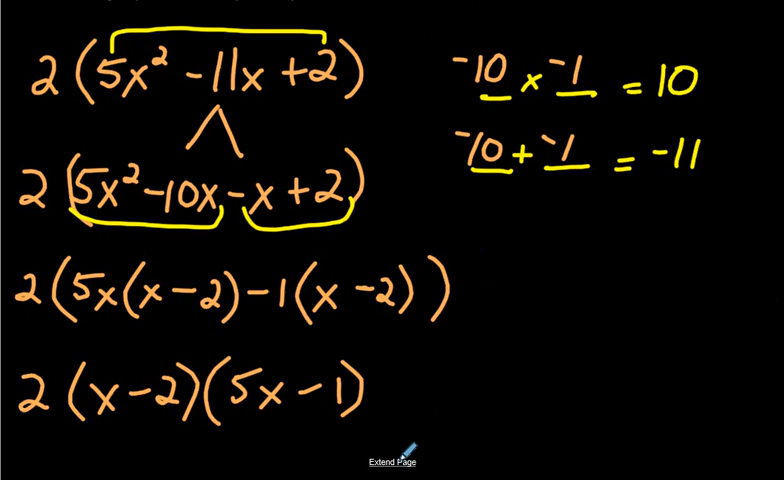 2 (5x² - 11x + 2)
-10 x -1 = 10
-10 + -1 = -11
2 (5x² - 10x - x + 2)
2 (5x(x - 2) - 1(x - 2))
2 (x - 2)(5x - 1)
Extend Page